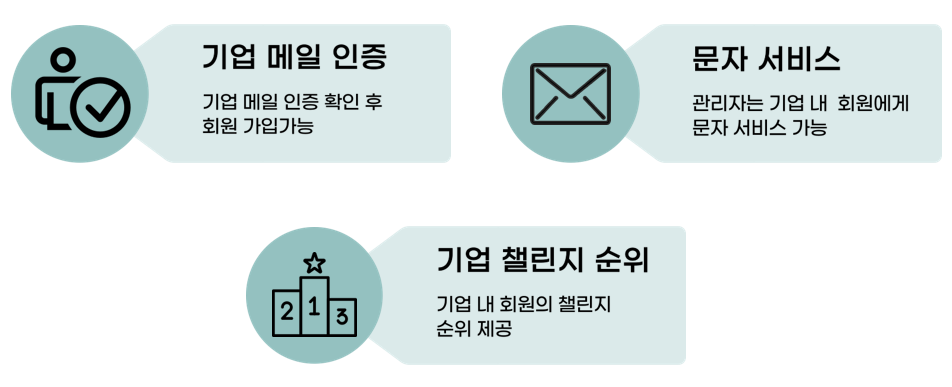 기업 메일 인증
기업 메일 인증 확인 후
회원 가입가능
문자 서비스
관리자는 기업 내 회원에게
문자 서비스 가능
2 1 3
기업 챌린지 순위
기업 내 회원의 챌린지
순위 제공